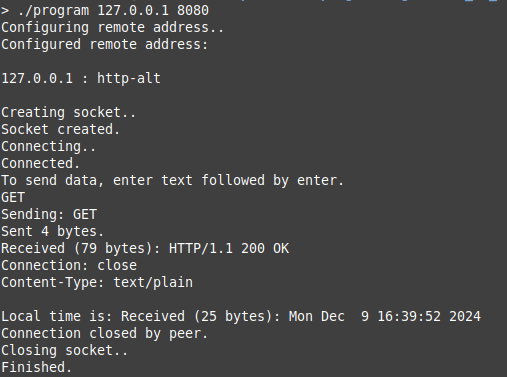 > ./program 127.0.0.1 8080
Configuring remote address..
Configured remote address:
127.0.0.1 : http-alt
Creating socket..
Socket created.
Connecting..
Connected.
To send data, enter text followed by enter.
GET
Sending: GET
Sent 4 bytes.
Received (79 bytes): HTTP/1.1 200 OK
Connection: close
Content-Type: text/plain
Local time is: Received (25 bytes): Mon Dec  9 16:39:52 2024
Connection closed by peer.
Closing socket..
Finished.